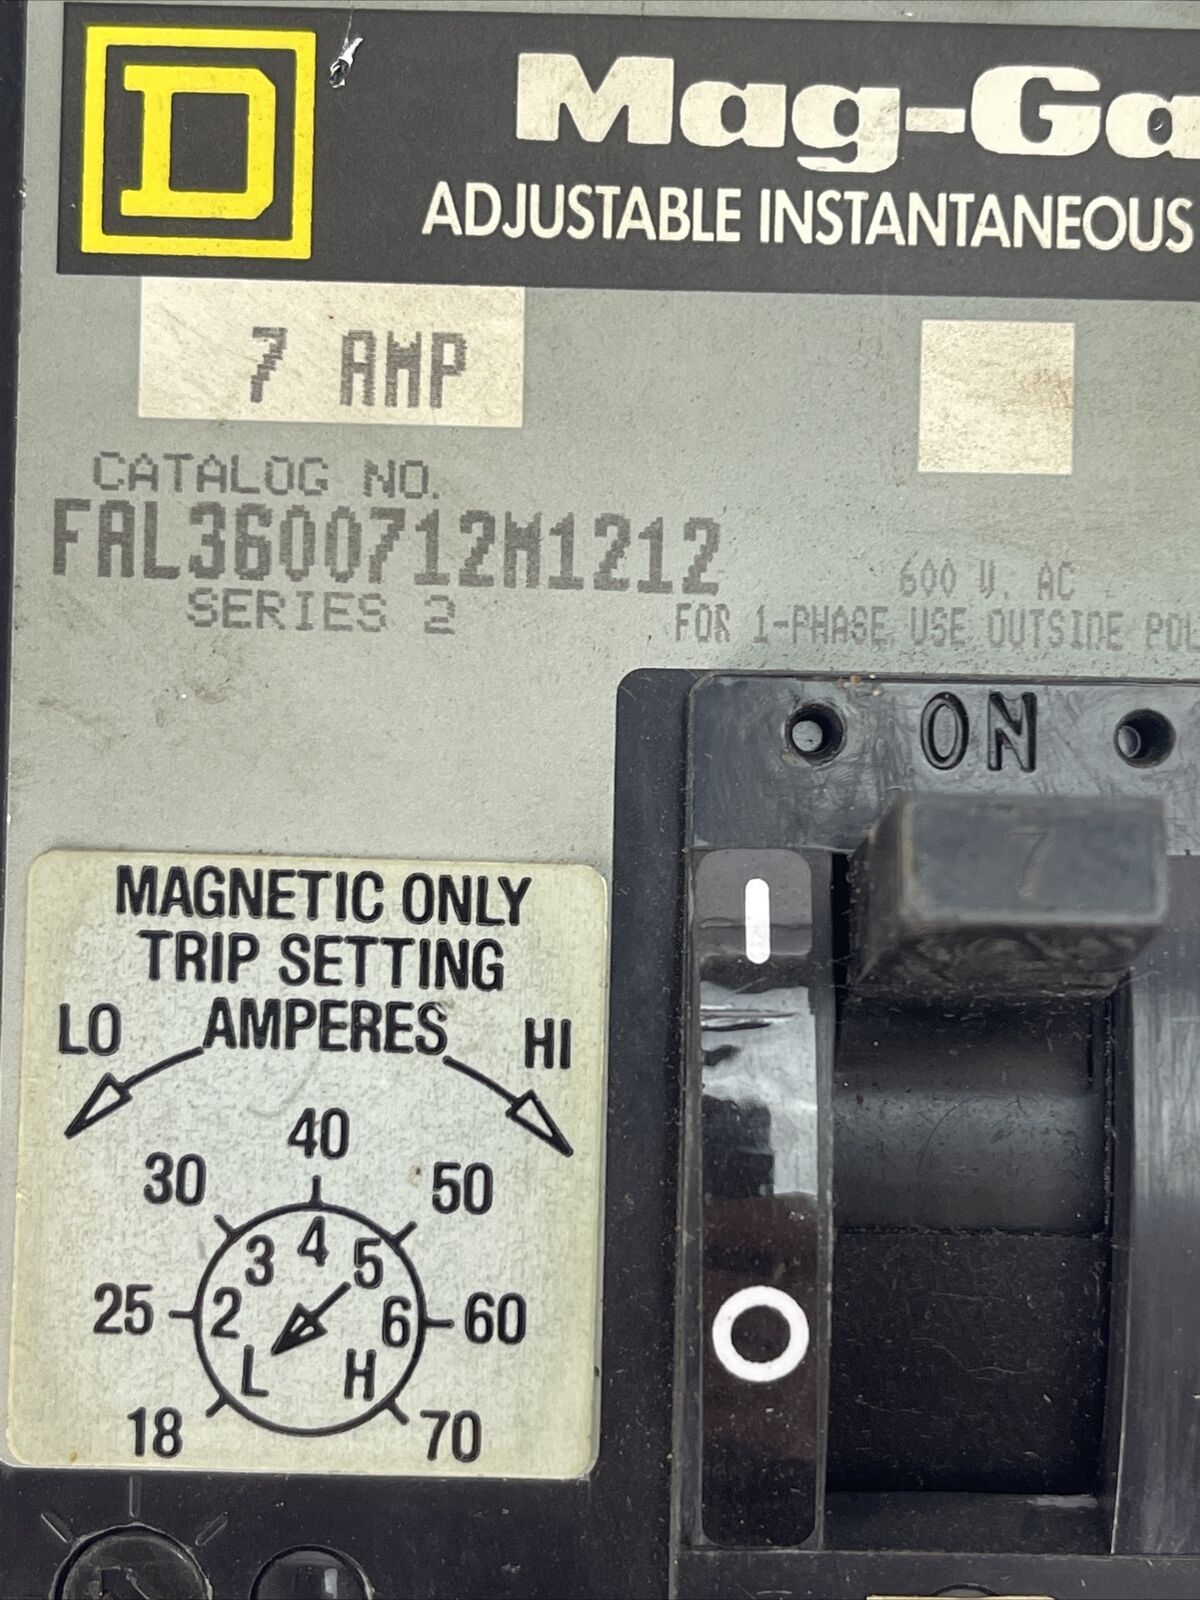 D
Mag-Ga
ADJUSTABLE INSTANTANEOUS
7 AMP
CATALOG NO.
FAL3600712M1212
SERIES 2
600 V. AC
FOR 1-PHASE USE OUTSIDE POL
ON
7
MAGNETIC ONLY
TRIP SETTING
LO AMPERES HI
40
30 50
4
3 5
25 2 6 60
L H
18 70
I
O